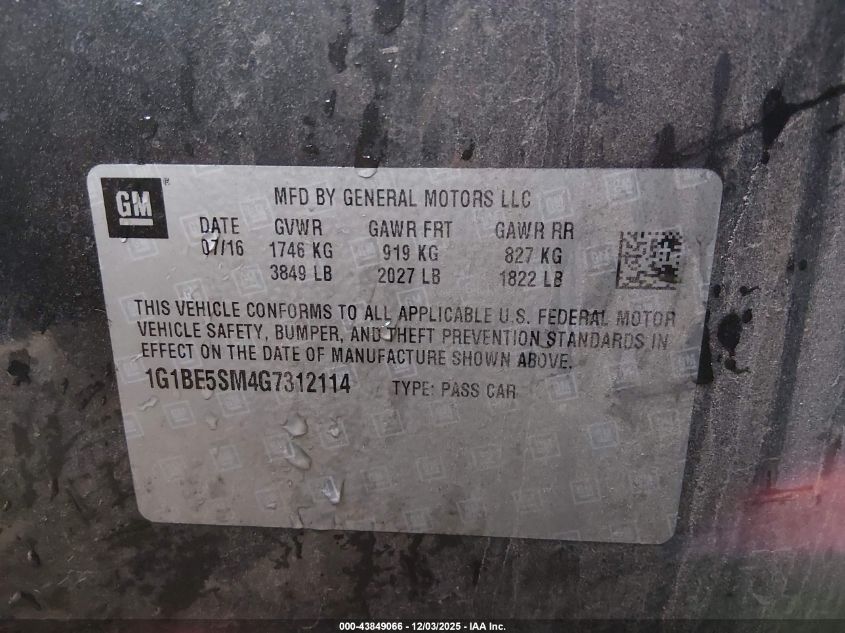 GM®
MFD BY GENERAL MOTORS LLC
DATE GVWR GAWR FRT GAWR RR
07/16 1746 KG 919 KG 827 KG
3849 LB 2027 LB 1822 LB
THIS VEHICLE CONFORMS TO ALL APPLICABLE U.S. FEDERAL MOTOR
VEHICLE SAFETY, BUMPER, AND THEFT PREVENTION STANDARDS IN
EFFECT ON THE DATE OF MANUFACTURE SHOWN ABOVE.
1G1BE5SM4G7312114 TYPE: PASS CAR
000-43849066 - 12/03/2025 - IAA Inc.